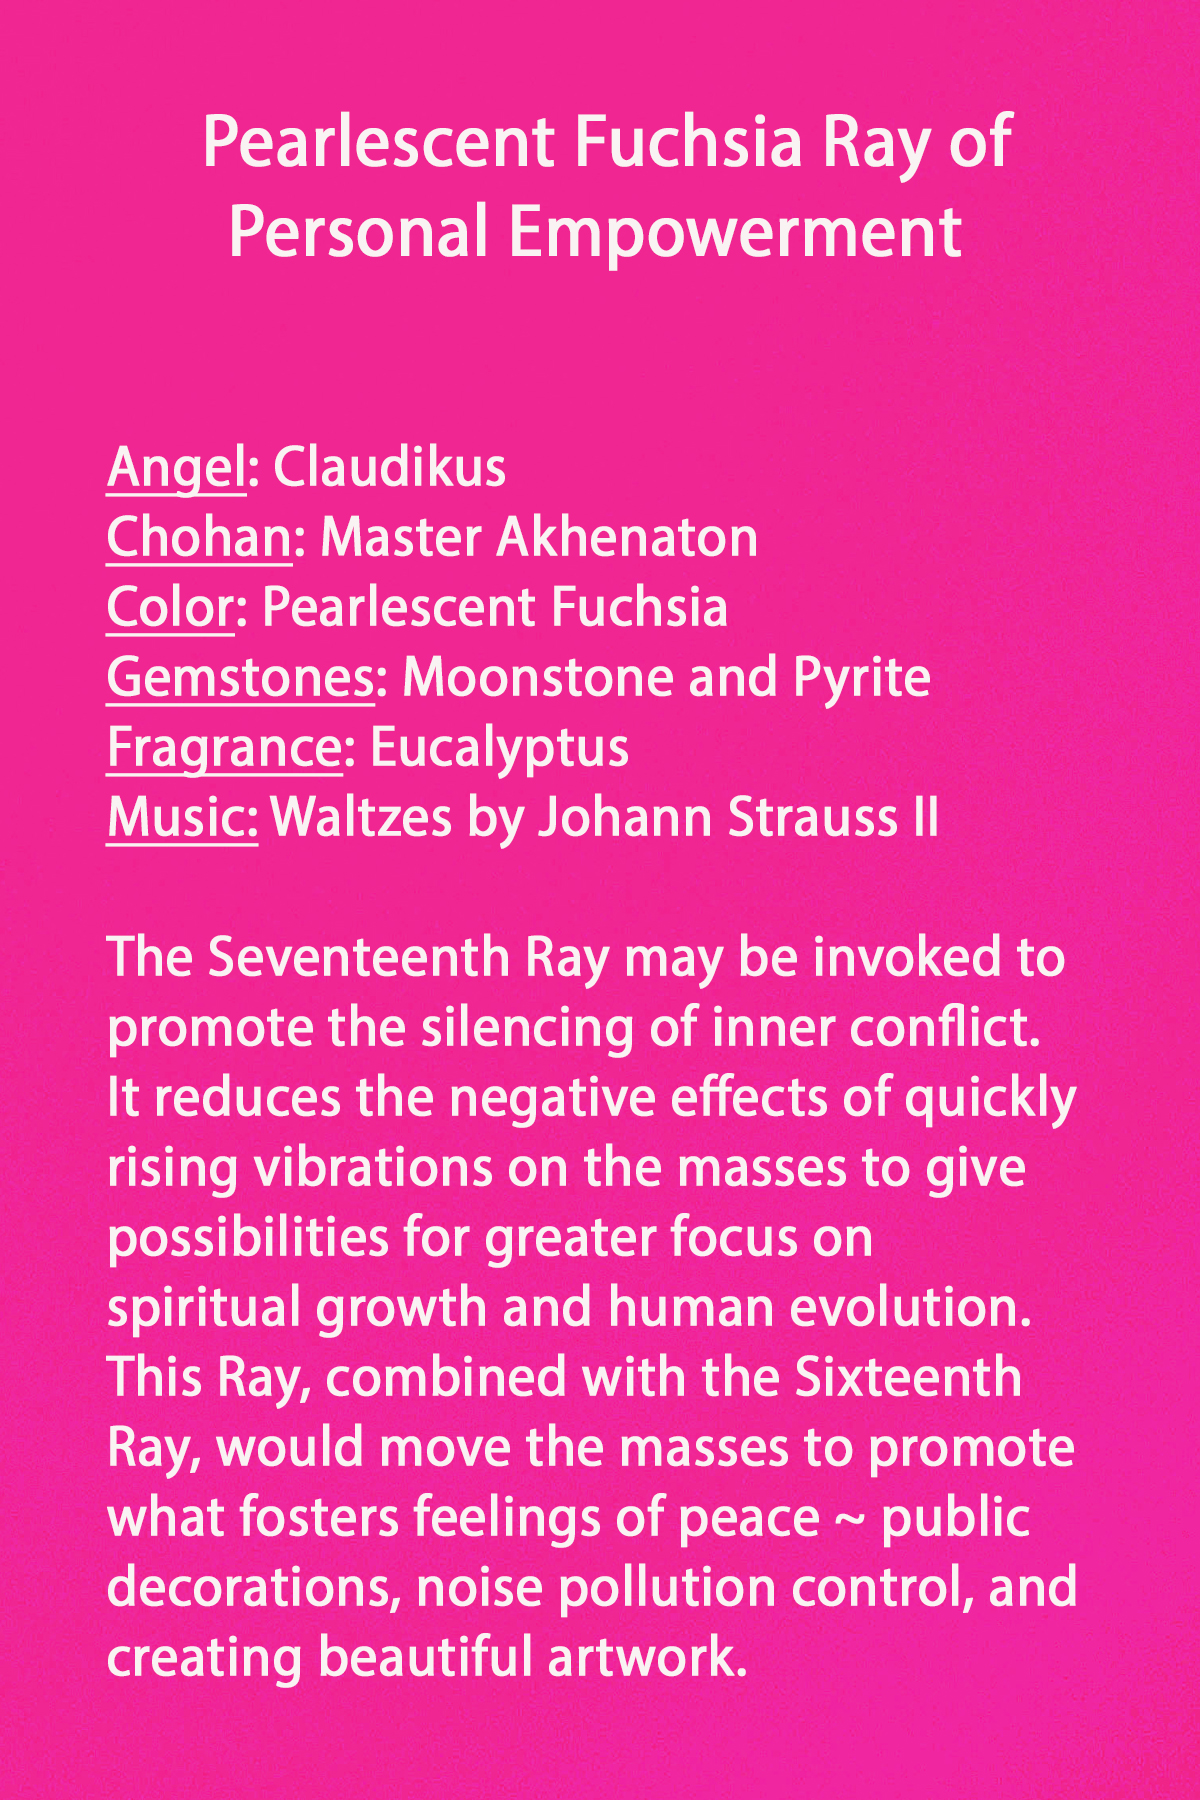 Pearlescent Fuchsia Ray of
Personal Empowerment
Angel: Claudikus
Chohan: Master Akhenaton
Color: Pearlescent Fuchsia
Gemstones: Moonstone and Pyrite
Fragrance: Eucalyptus
Music: Waltzes by Johann Strauss II
The Seventeenth Ray may be invoked to
promote the silencing of inner conflict.
It reduces the negative effects of quickly
rising vibrations on the masses to give
possibilities for greater focus on
spiritual growth and human evolution.
This Ray, combined with the Sixteenth
Ray, would move the masses to promote
what fosters feelings of peace ~ public
decorations, noise pollution control, and
creating beautiful artwork.